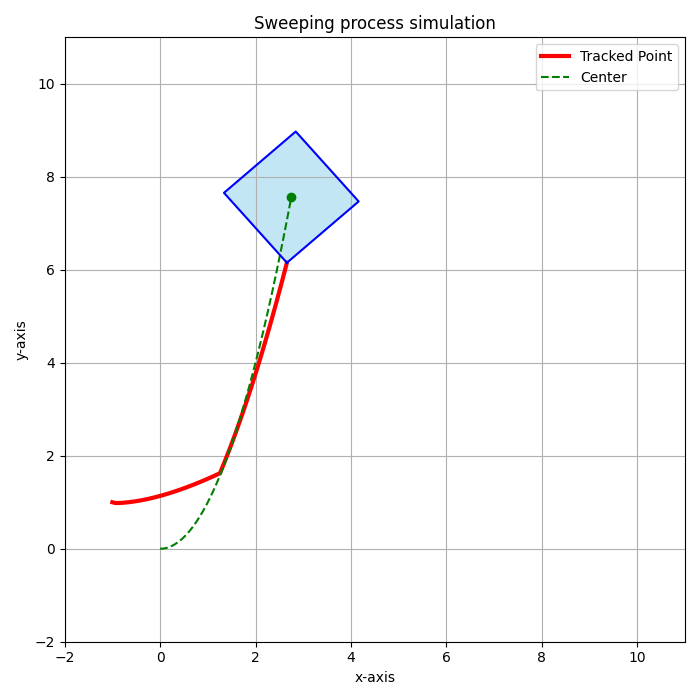 Sweeping process simulation
Tracked Point
Center
10
8
6
4
2
0
−2
y-axis
−2
0
2
4
6
8
10
x-axis